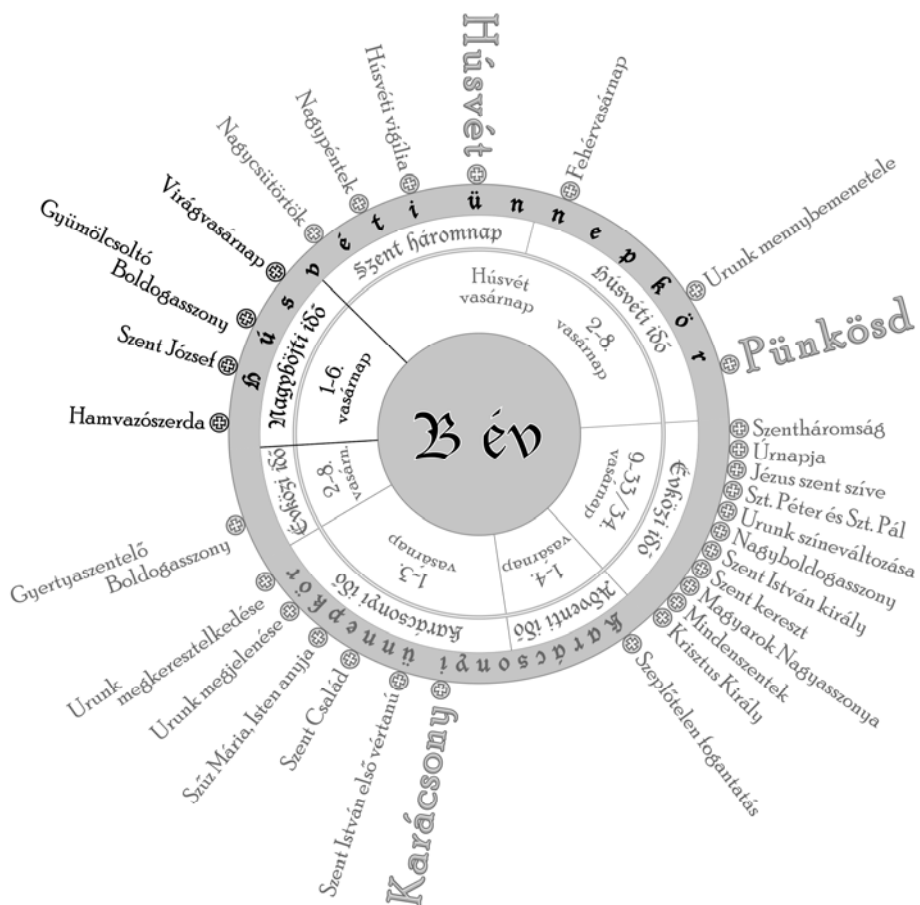 Húsvét
Fehérvasárnap
Urunk mennybemenetele
Pünkösd
Szentháromság
Úrnapja
Jézus szent szíve
Szt. Péter és Szt. Pál
Urunk színeváltozása
Nagyboldogasszony
Szent István király
Szent kereszt
Magyarok Nagyasszonya
Mindenszentek
Krisztus Király
Szeplőtelen fogantatás
Karácsony
Szent István első vértanú
Szent Család
Szűz Mária, Isten anyja
Urunk megjelenése
Urunk
megkeresztelkedése
Gyertyaszentelő
Boldogasszony
Hamvazószerda
Szent József
Gyümölcsoltó
Boldogasszony
Virágvasárnap
Nagycsütörtök
Nagypéntek
Húsvéti vigília
Húsvéti ünnepkör
Karácsonyi ünnepkör
Szent háromnap
Húsvéti idő
Évközi idő
Ádventi idő
Karácsonyi idő
Évközi idő
Nagyböjti idő
Húsvét
vasárnap
2-8.
vasárnap
9-33/34.
vasárnap
1-4.
vasárnap
1-3.
vasárnap
2-8.
vasárn.
1-6.
vasárnap
B év